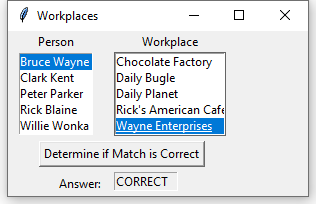 Workplaces
Person Workplace
Bruce Wayne Chocolate Factory
Clark Kent Daily Bugle
Peter Parker Daily Planet
Rick Blaine Rick's American Cafe
Willie Wonka Wayne Enterprises
Determine if Match is Correct
Answer: CORRECT